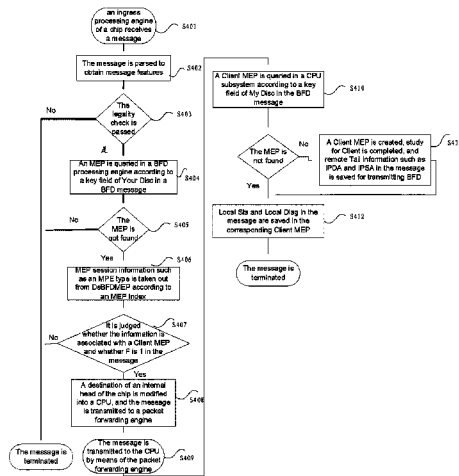 an ingress
processing engine
of a chip receives
a message
S401
The message is parsed to
obtain message features
S402
No
The
legality
check is
passed
S403
An MEP is queried in a BFD
processing engine according to
a key field of Your Disc in a
BFD message
S404
No
The
MEP is
not found
S405
Yes
S406
MEP session information such
as an MPE type is taken out
from DsBFDMEP according to
an MEP Index
It is judged
whether the information is
associated with a Client MEP
and whether F is 1 in the
message
S407
No
Yes
A destination of an internal
head of the chip is modified
into a CPU, and the message
is transmitted to a packet
forwarding engine
S408
The message is
terminated
The message is
transmitted to the CPU
by means of the packet
forwarding engine
S409
A Client MEP is queried in a CPU
subsystem according to a key
field of My Disc in the BFD
message
S410
The MEP is
not found
No
Yes
A Client MEP is created, study
for Client is completed, and
remote Tail information such as
IPDA and IPSA in the message
is saved for transmitting BFD
Local Sta and Local Diag in the
message are saved in the
corresponding Client MEP
S412
The message is
terminated